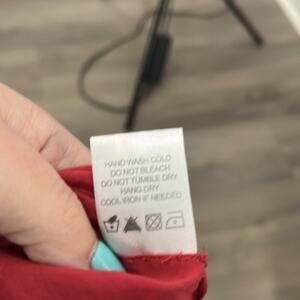 HAND WASH COLD
DO NOT BLEACH
DO NOT TUMBLE DRY
HANG DRY
COOL IRON IF NEEDED